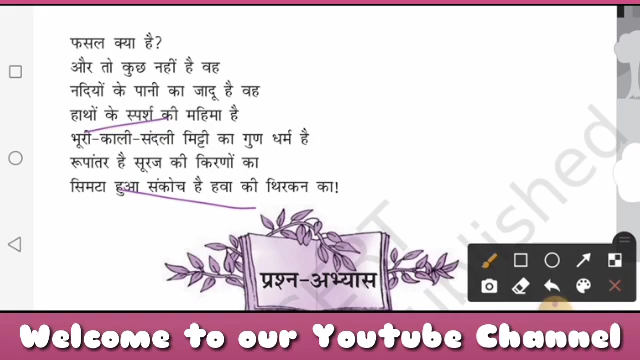 फसल क्या है?
और तो कुछ नहीं है वह
नदियों के पानी का जादू है वह
हाथों के स्पर्श की महिमा है
भूरी-काली-संदली मिट्टी का गुण धर्म है
रूपांतर है सूरज की किरणों का
सिमटा हुआ संकोच है हवा की थिरकन का!
प्रश्न-अभ्यास
Welcome to our Youtube Channel